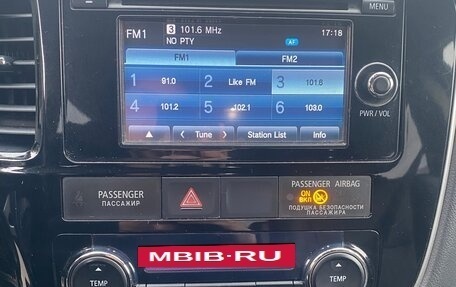 MENU
FM1 3 101.6 MHz 17:18
NO PTY AF
FM1 FM2
1 91.0 2 Like FM 3 101.6
4 101.2 5 102.1 6 103.0
Tune Station List Info
PWR / VOL
PASSENGER
ПАССАЖИР
PASSENGER AIRBAG
ON
ВКЛ
ПОДУШКА БЕЗОПАСНОСТИ
ПАССАЖИРА
MBIB-RU
TEMP TEMP